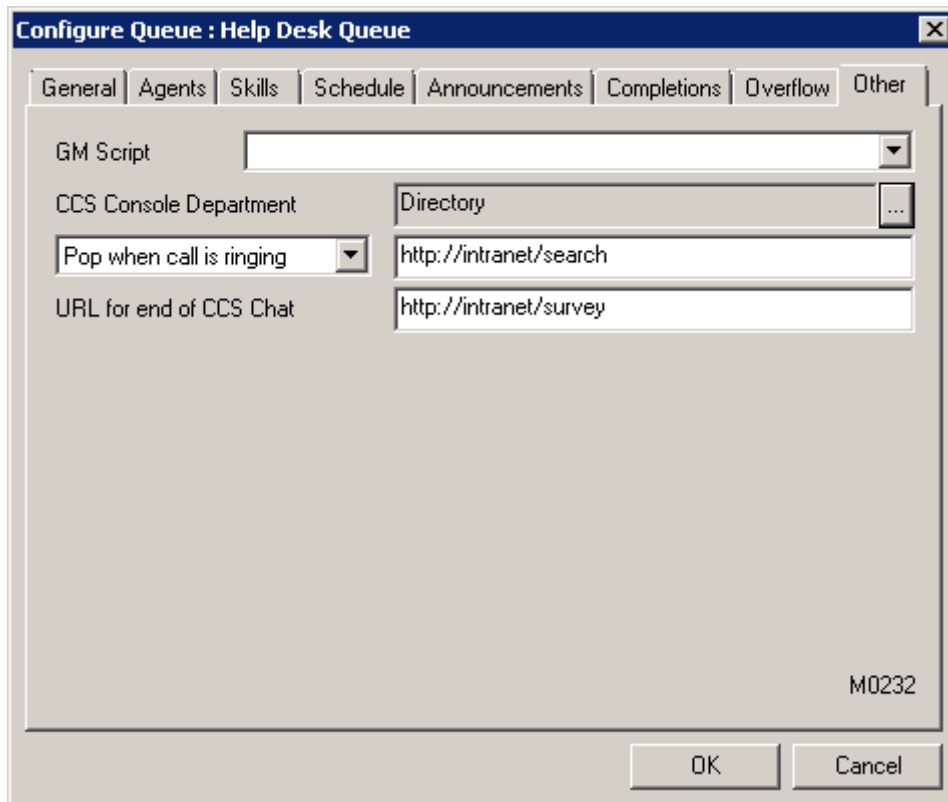 Configure Queue : Help Desk Queue
General Agents Skills Schedule Announcements Completions Overflow Other
GM Script
CCS Console Department Directory ...
Pop when call is ringing http://intranet/search
URL for end of CCS Chat http://intranet/survey
M0232
OK Cancel